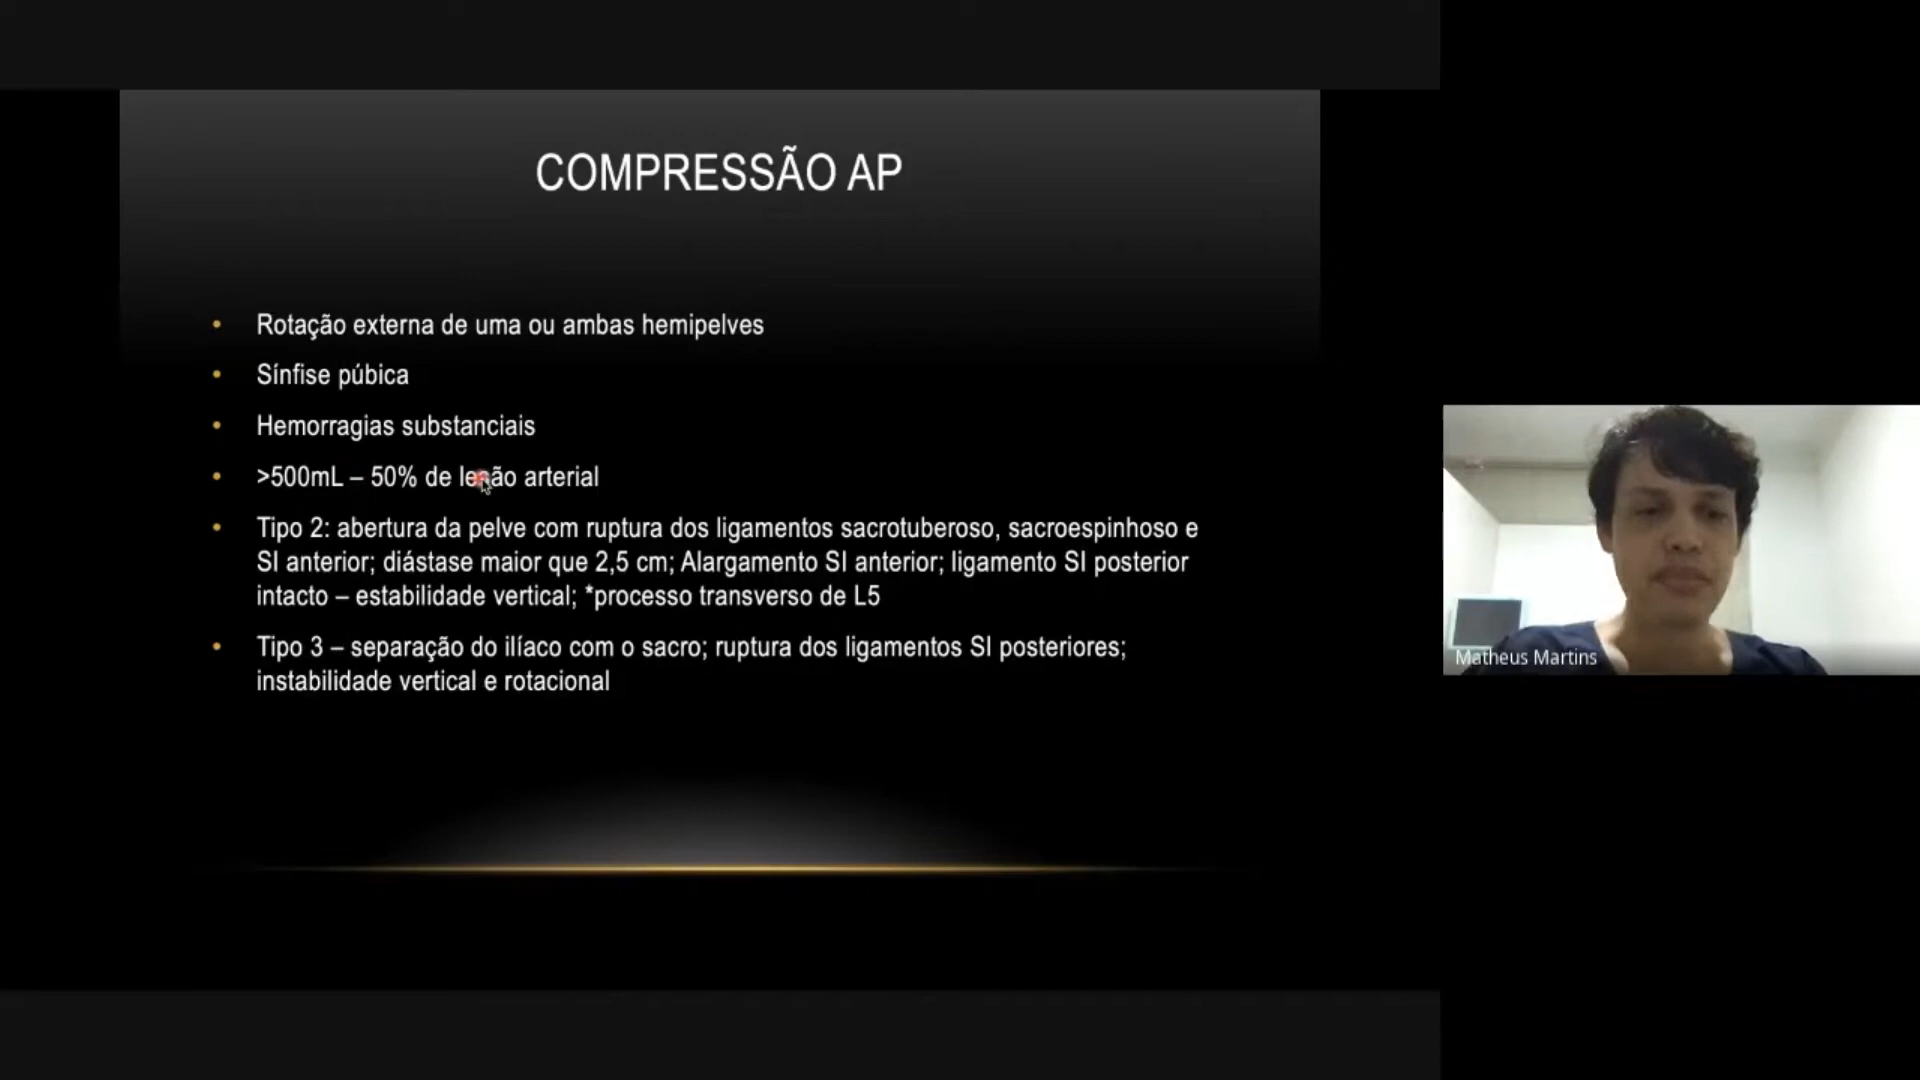 COMPRESSÃO AP
• Rotação externa de uma ou ambas hemipelves
• Sínfise púbica
• Hemorragias substanciais
• >500mL – 50% de lesão arterial
• Tipo 2: abertura da pelve com ruptura dos ligamentos sacrotuberoso, sacroespinhoso e
SI anterior; diástase maior que 2,5 cm; Alargamento SI anterior; ligamento SI posterior
intacto – estabilidade vertical; *processo transverso de L5
• Tipo 3 – separação do ilíaco com o sacro; ruptura dos ligamentos SI posteriores;
instabilidade vertical e rotacional
Matheus Martins